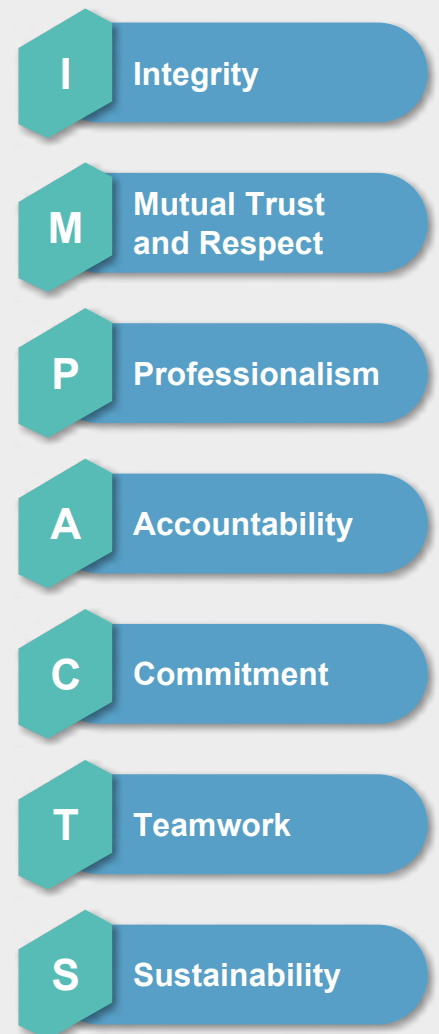 I
Integrity
M
Mutual Trust
and Respect
P
Professionalism
A
Accountability
C
Commitment
T
Teamwork
S
Sustainability